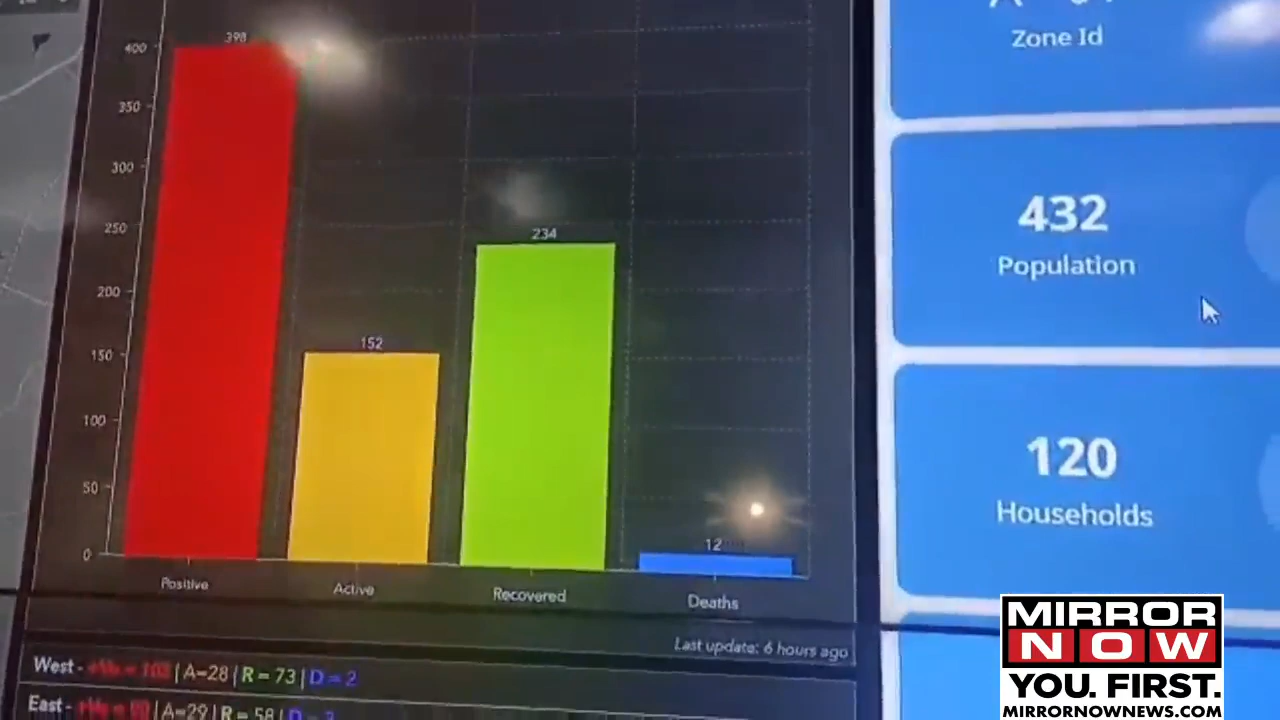 398
400
350
300
250
234
200
152
150
100
50
12
0
Positive
Active
Recovered
Deaths
Last update: 6 hours ago
West - +Ve = 103 | A=28 | R = 73 | D = 2
East - | A=29 | R = 58 | D =
Zone Id
432
Population
120
Households
MIRROR
NOW
YOU. FIRST.
MIRRORNOWNEWS.COM